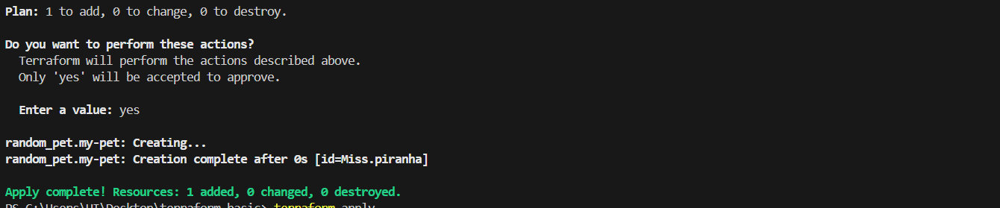 Plan: 1 to add, 0 to change, 0 to destroy.
Do you want to perform these actions?
Terraform will perform the actions described above.
Only 'yes' will be accepted to approve.
Enter a value: yes
random_pet.my-pet: Creating...
random_pet.my-pet: Creation complete after 0s [id=Miss.piranha]
Apply complete! Resources: 1 added, 0 changed, 0 destroyed.
PS C:\Users\HI\Desktop\terraform basic> terraform apply